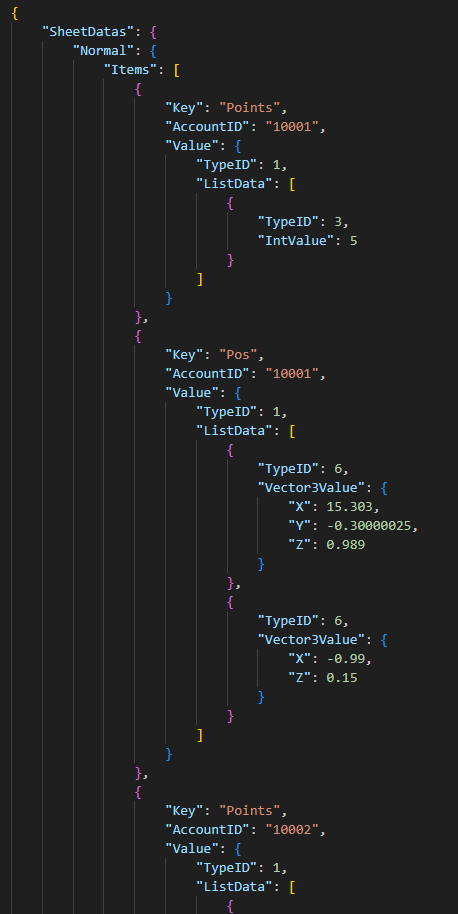 {
    "SheetDatas": {
        "Normal": {
            "Items": [
                {
                    "Key": "Points",
                    "AccountID": "10001",
                    "Value": {
                        "TypeID": 1,
                        "ListData": [
                            {
                                "TypeID": 3,
                                "IntValue": 5
                            }
                        ]
                    }
                },
                {
                    "Key": "Pos",
                    "AccountID": "10001",
                    "Value": {
                        "TypeID": 1,
                        "ListData": [
                            {
                                "TypeID": 6,
                                "Vector3Value": {
                                    "X": 15.303,
                                    "Y": -0.30000025,
                                    "Z": 0.989
                                }
                            },
                            {
                                "TypeID": 6,
                                "Vector3Value": {
                                    "X": -0.99,
                                    "Z": 0.15
                                }
                            }
                        ]
                    }
                },
                {
                    "Key": "Points",
                    "AccountID": "10002",
                    "Value": {
                        "TypeID": 1,
                        "ListData": [
                            {